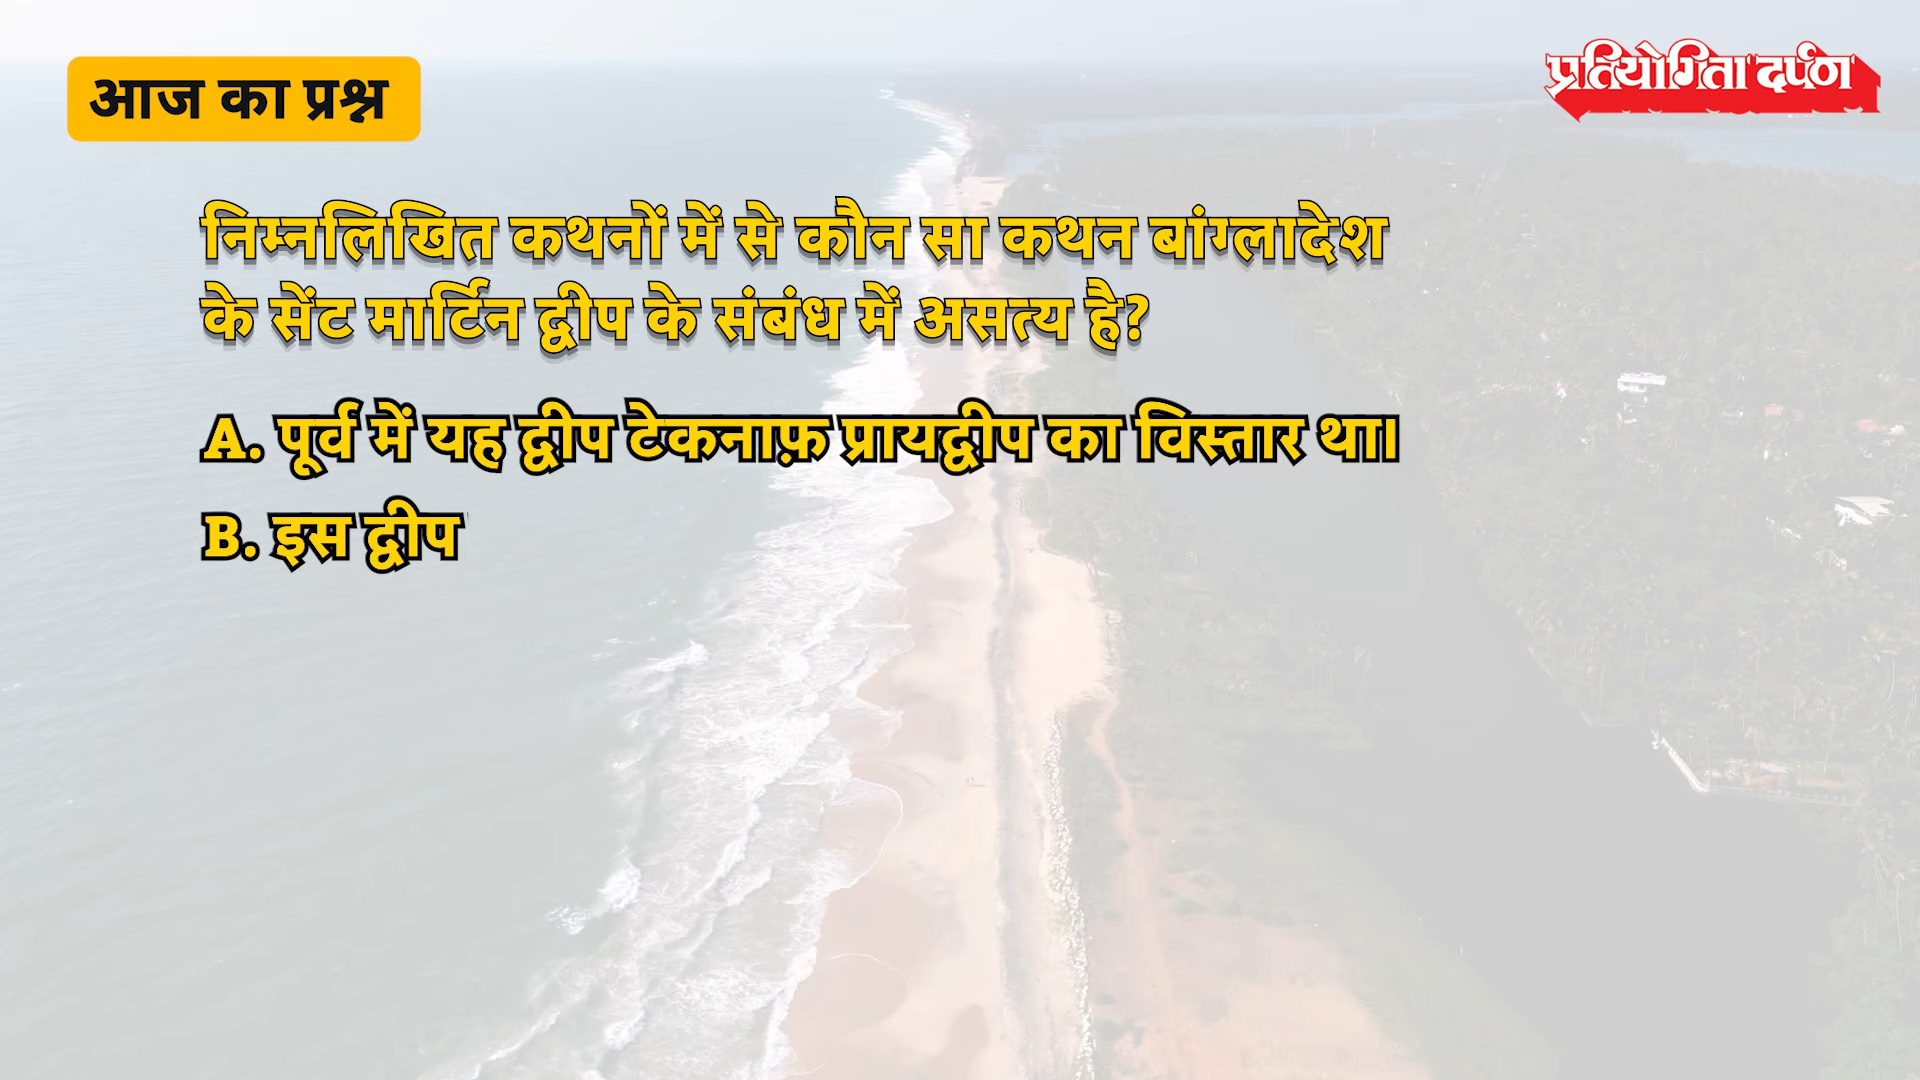 आज का प्रश्न
प्रतियोगिता दर्पण
निम्नलिखित कथनों में से कौन सा कथन बांग्लादेश
के सेंट मार्टिन द्वीप के संबंध में असत्य है?
A. पूर्व में यह द्वीप टेकनाफ़ प्रायद्वीप का विस्तार था।
B. इस द्वीप